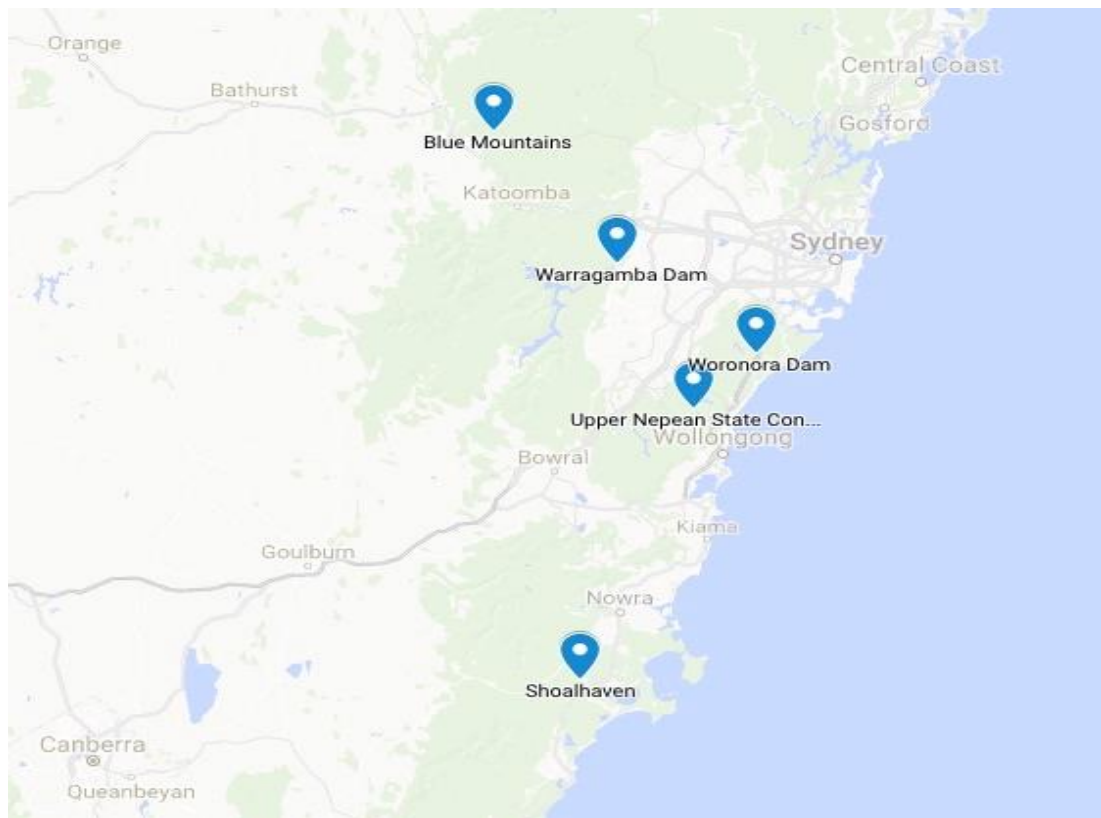 Orange
Central Coast
Bathurst
Gosford
Blue Mountains
Katoomba
Sydney
Warragamba Dam
Woronora Dam
Upper Nepean State Con...
Wollongong
Bowral
Kiama
Goulburn
Nowra
Shoalhaven
Canberra
Queanbeyan